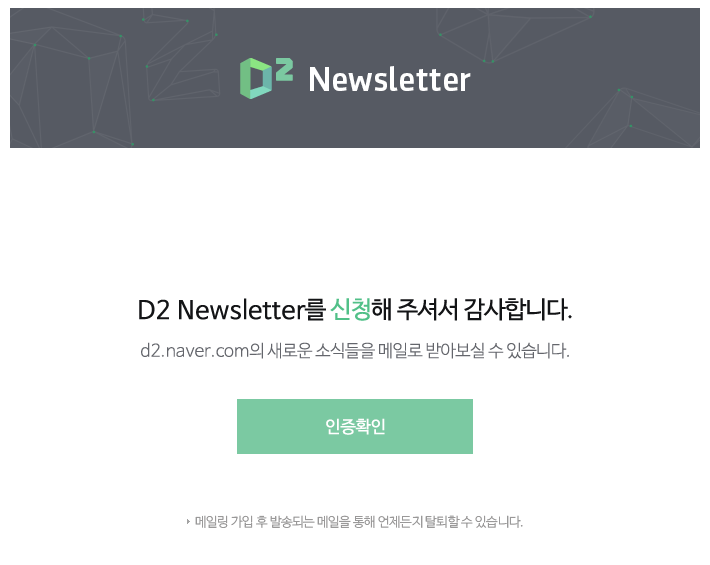 D2 Newsletter
D2 Newsletter를 신청해 주셔서 감사합니다.
d2.naver.com의 새로운 소식들을 메일로 받아보실 수 있습니다.
인증확인
메일링 가입 후 발송되는 메일을 통해 언제든지 탈퇴할 수 있습니다.